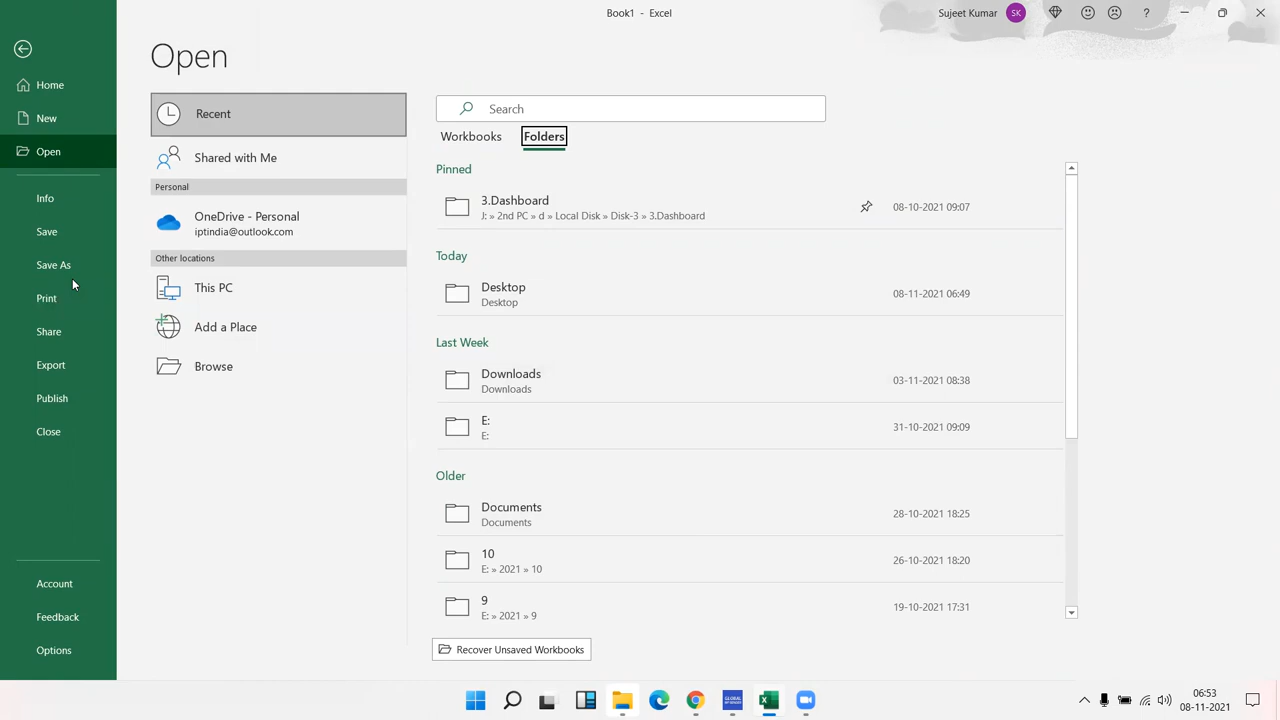 Book1 - Excel
Sujeet Kumar
SK
?
Home
New
Open
Info
Save
Save As
Print
Share
Export
Publish
Close
Account
Feedback
Options
Open
Recent
Shared with Me
Personal
OneDrive - Personal
iptindia@outlook.com
Other locations
This PC
Add a Place
Browse
Search
Workbooks Folders
Pinned
3.Dashboard
J: » 2nd PC » d » Local Disk » Disk-3 » 3.Dashboard
08-10-2021 09:07
Today
Desktop
Desktop
08-11-2021 06:49
Last Week
Downloads
Downloads
03-11-2021 08:38
E:
E:
31-10-2021 09:09
Older
Documents
Documents
28-10-2021 18:25
10
E: » 2021 » 10
26-10-2021 18:20
9
E: » 2021 » 9
19-10-2021 17:31
Recover Unsaved Workbooks
06:53
08-11-2021